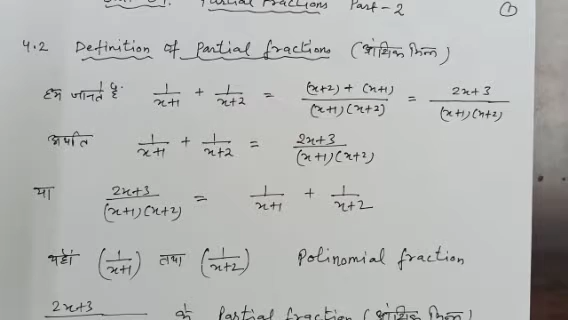 Partial Fractions Part-2 ①
4.2 Definition of Partial fractions (आंशिक भिन्न)
हम जानते हैं: 1/(x+1) + 1/(x+2) = ((x+2) + (x+1))/((x+1)(x+2)) = (2x+3)/((x+1)(x+2))
अर्थात 1/(x+1) + 1/(x+2) = (2x+3)/((x+1)(x+2))
या (2x+3)/((x+1)(x+2)) = 1/(x+1) + 1/(x+2)
यहाँ (1/(x+1)) तथा (1/(x+2)) Polinomial fraction
2x+3 के Partial fraction (आंशिक भिन्न)